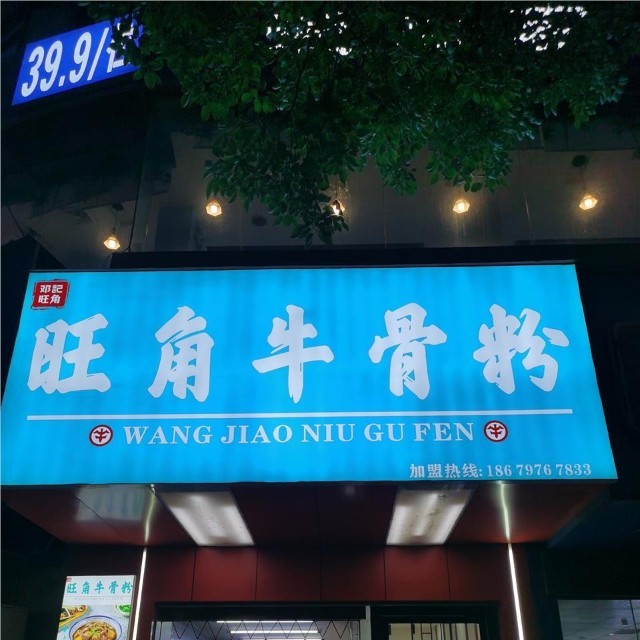 39.9/
邓記
旺角
旺角牛骨粉
WANG JIAO NIU GU FEN
加盟热线: 186 7976 7833
旺角牛骨粉